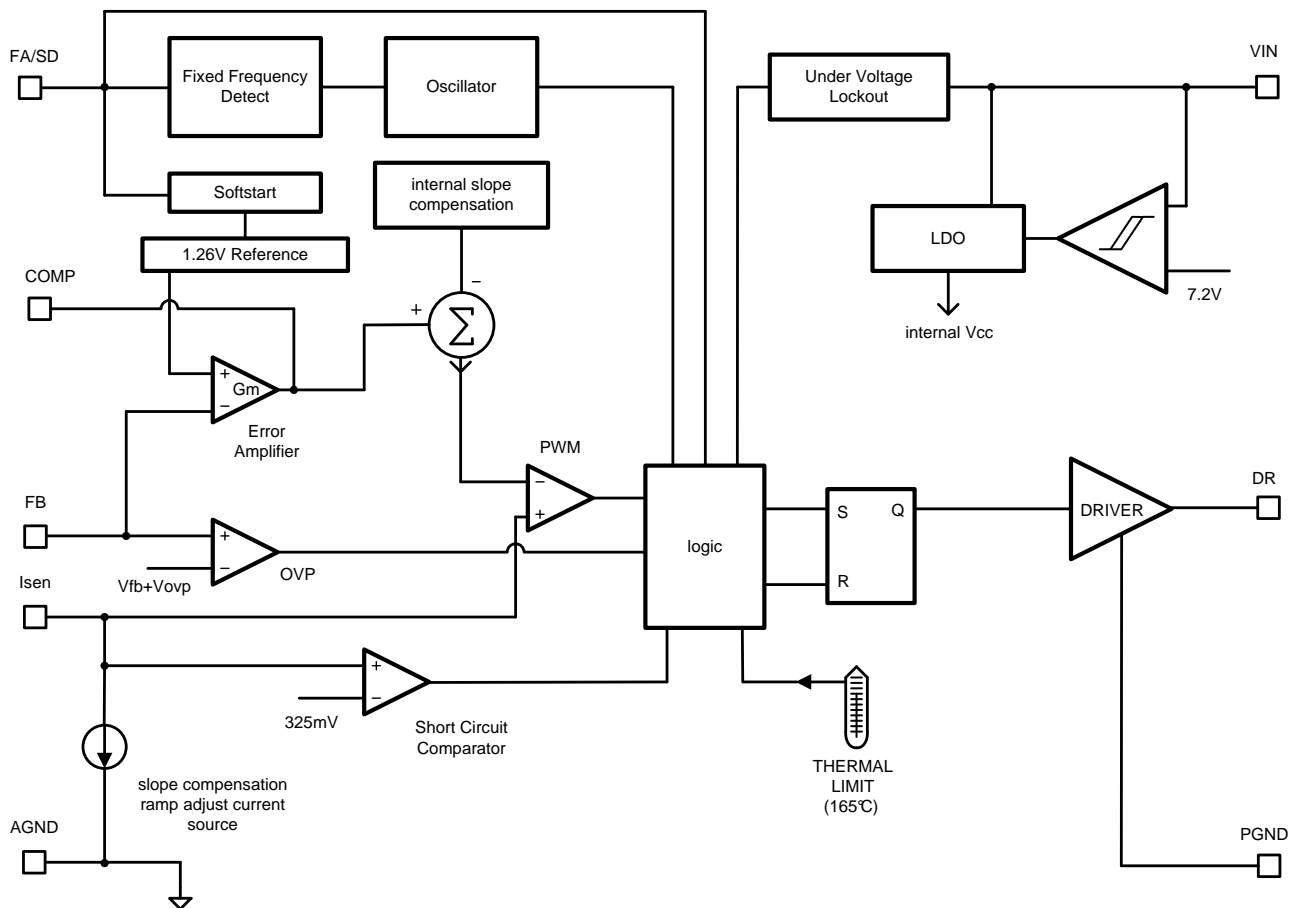 FA/SD
Fixed Frequency
Detect
Oscillator
Under Voltage
Lockout
VIN
Softstart
internal slope
compensation
1.26V Reference
LDO
COMP
−
+
Σ
7.2V
internal Vcc
+
Gm
−
Error
Amplifier
PWM
−
+
FB
+
−
Vfb+Vovp
OVP
logic
S
Q
R
DRIVER
DR
Isen
+
−
325mV
Short Circuit
Comparator
THERMAL
LIMIT
(165°C)
slope compensation
ramp adjust current
source
AGND
PGND